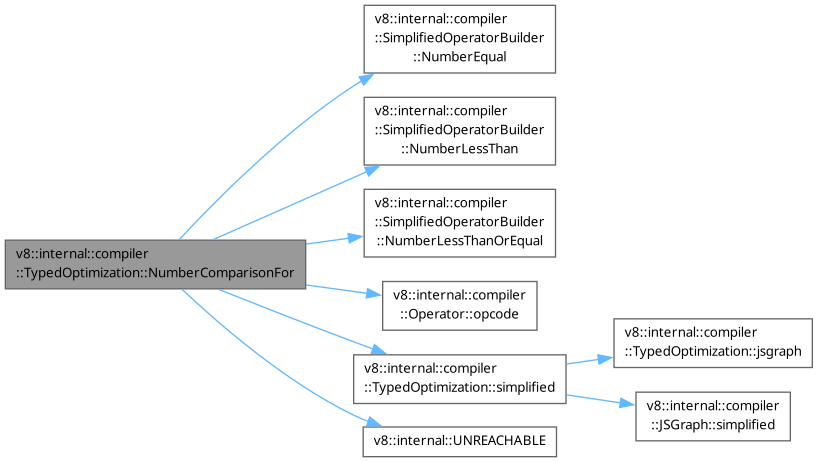 v8::internal::compiler
::SimplifiedOperatorBuilder
::NumberEqual
v8::internal::compiler
::SimplifiedOperatorBuilder
::NumberLessThan
v8::internal::compiler
::SimplifiedOperatorBuilder
::NumberLessThanOrEqual
v8::internal::compiler
::TypedOptimization::NumberComparisonFor
v8::internal::compiler
::Operator::opcode
v8::internal::compiler
::TypedOptimization::simplified
v8::internal::compiler
::TypedOptimization::jsgraph
v8::internal::compiler
::JSGraph::simplified
v8::internal::UNREACHABLE